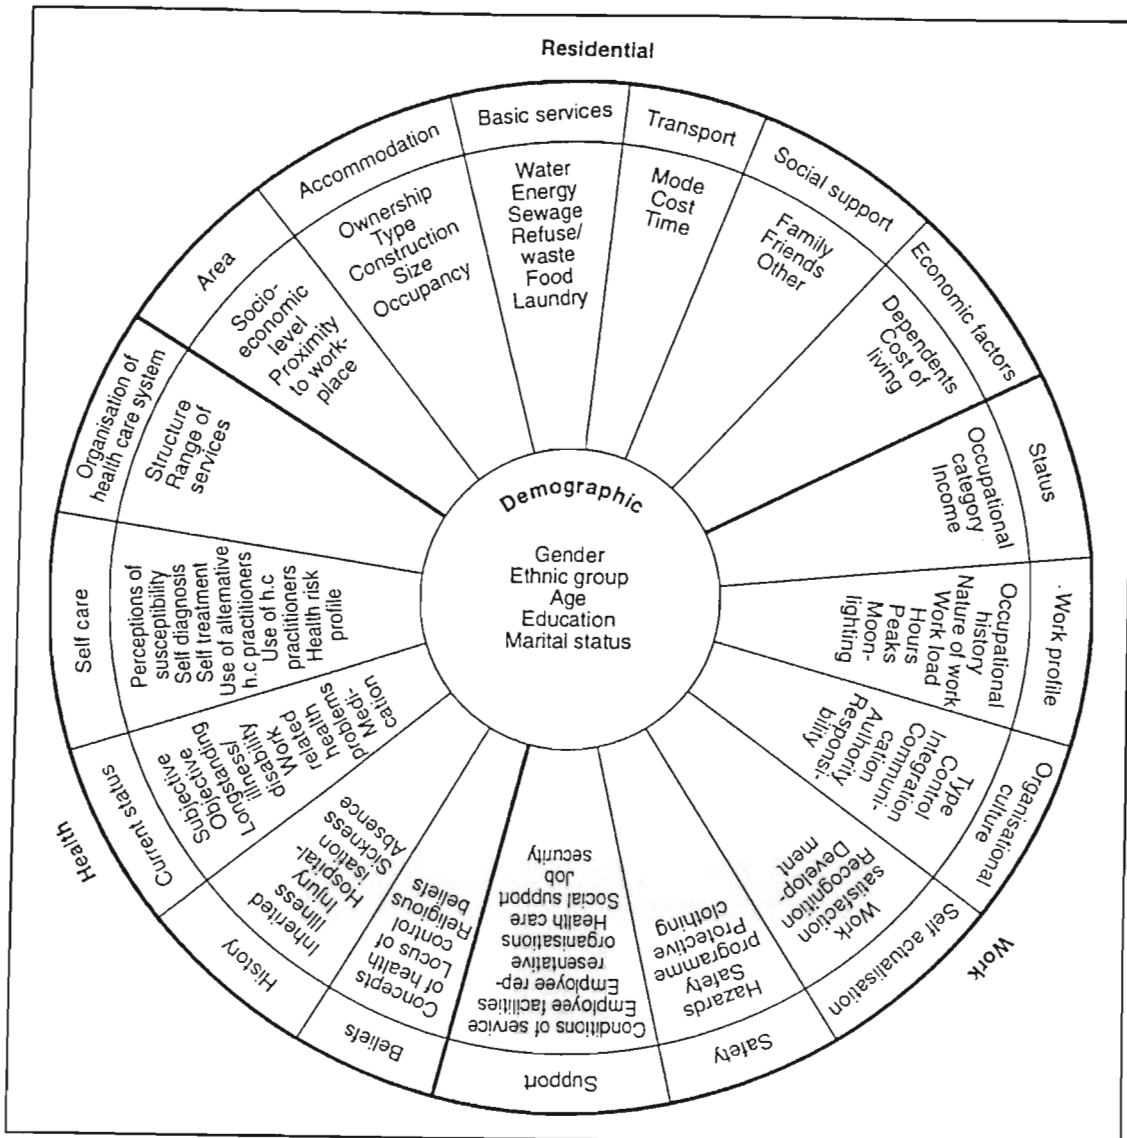 Residential
Area
Socio-
economic
level
Proximity
to work-
place
Accommodation
Ownership
Type
Construction
Size
Occupancy
Basic services
Water
Energy
Sewage
Refuse/
waste
Food
Laundry
Transport
Mode
Cost
Time
Social support
Family
Friends
Other
Economic factors
Dependents
Cost of
living
Status
Occupational
category
Income
Work profile
Occupational
history
Nature of work
Work load
Hours
Peaks
Moon-
lighting
Organisational
culture
Type
Control
Integration
Communi-
cation
Authority
Responsi-
bility
Work
Self actualisation
Work
satisfaction
Recognition
Develop-
ment
Safety
Hazards
Safety
programme
Protective
clothing
Support
Conditions of service
Employee facilities
Employee rep-
resentative
organisations
Health care
Social support
Job
security
Beliefs
Concepts
of health
Locus of
control
Religious
beliefs
History
Inherited
Illness
Injury
Hospital-
isation
Sickness
Absence
Health
Current status
Subjective
Objective
Longstanding
illness/
disability
Work
related
health
problems
Medi-
cation
Self care
Perceptions of
susceptibility
Self diagnosis
Self treatment
Use of alternative
h.c practitioners
Use of h.c
practitioners
Health risk
profile
Organisation of
health care system
Structure
Range of
services
Demographic
Gender
Ethnic group
Age
Education
Marital status